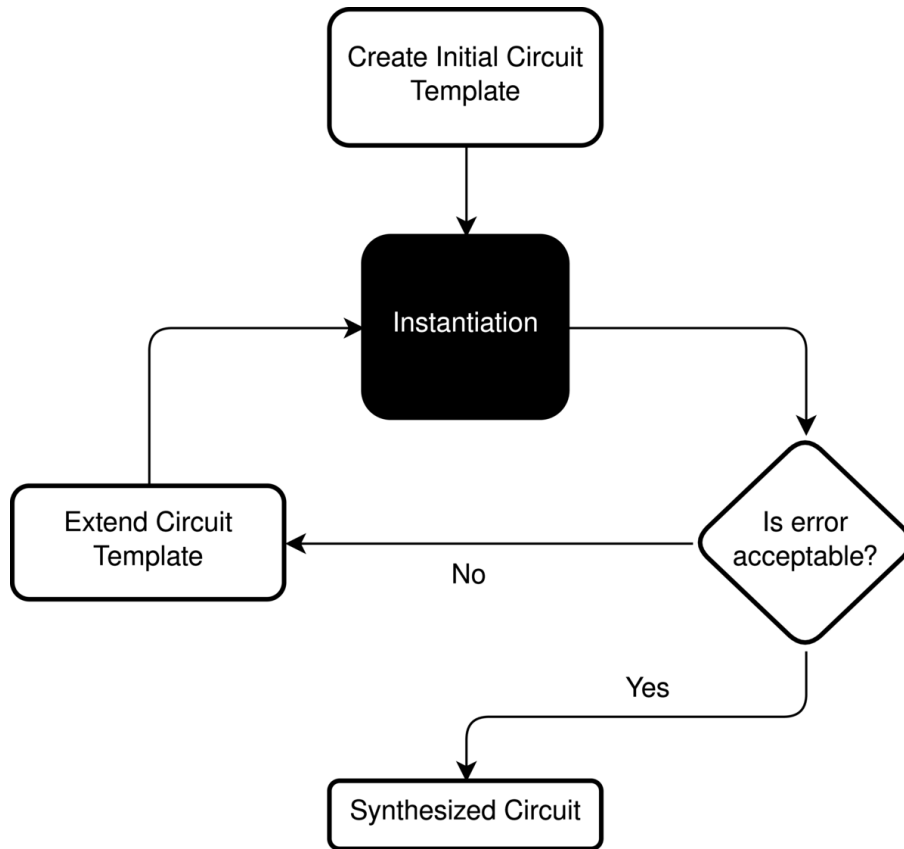 Create Initial Circuit
Template
Instantiation
Extend Circuit
Template
Is error
acceptable?
No
Yes
Synthesized Circuit